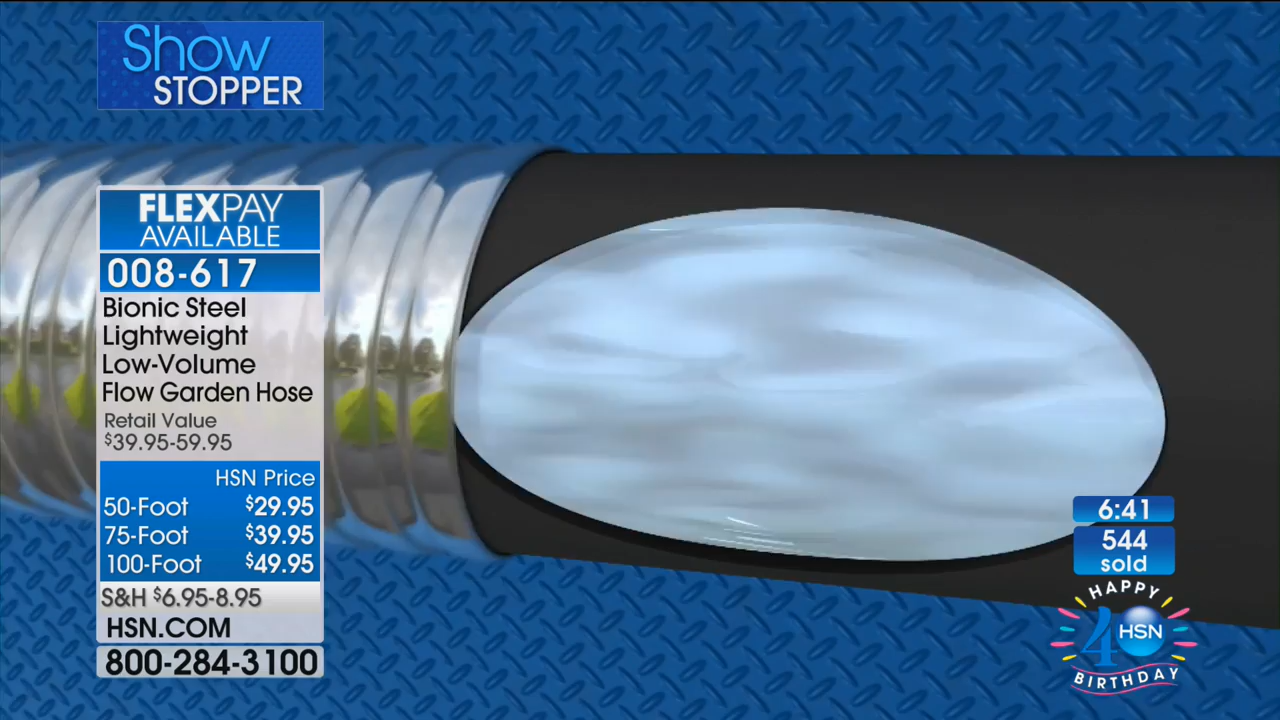 Show
STOPPER
FLEXPAY
AVAILABLE
008-617
Bionic Steel
Lightweight
Low-Volume
Flow Garden Hose
Retail Value
$39.95-59.95
HSN Price
50-Foot $29.95
75-Foot $39.95
100-Foot $49.95
S&H $6.95-8.95
HSN.COM
800-284-3100
6:41
544
sold
HAPPY
40 HSN
BIRTHDAY